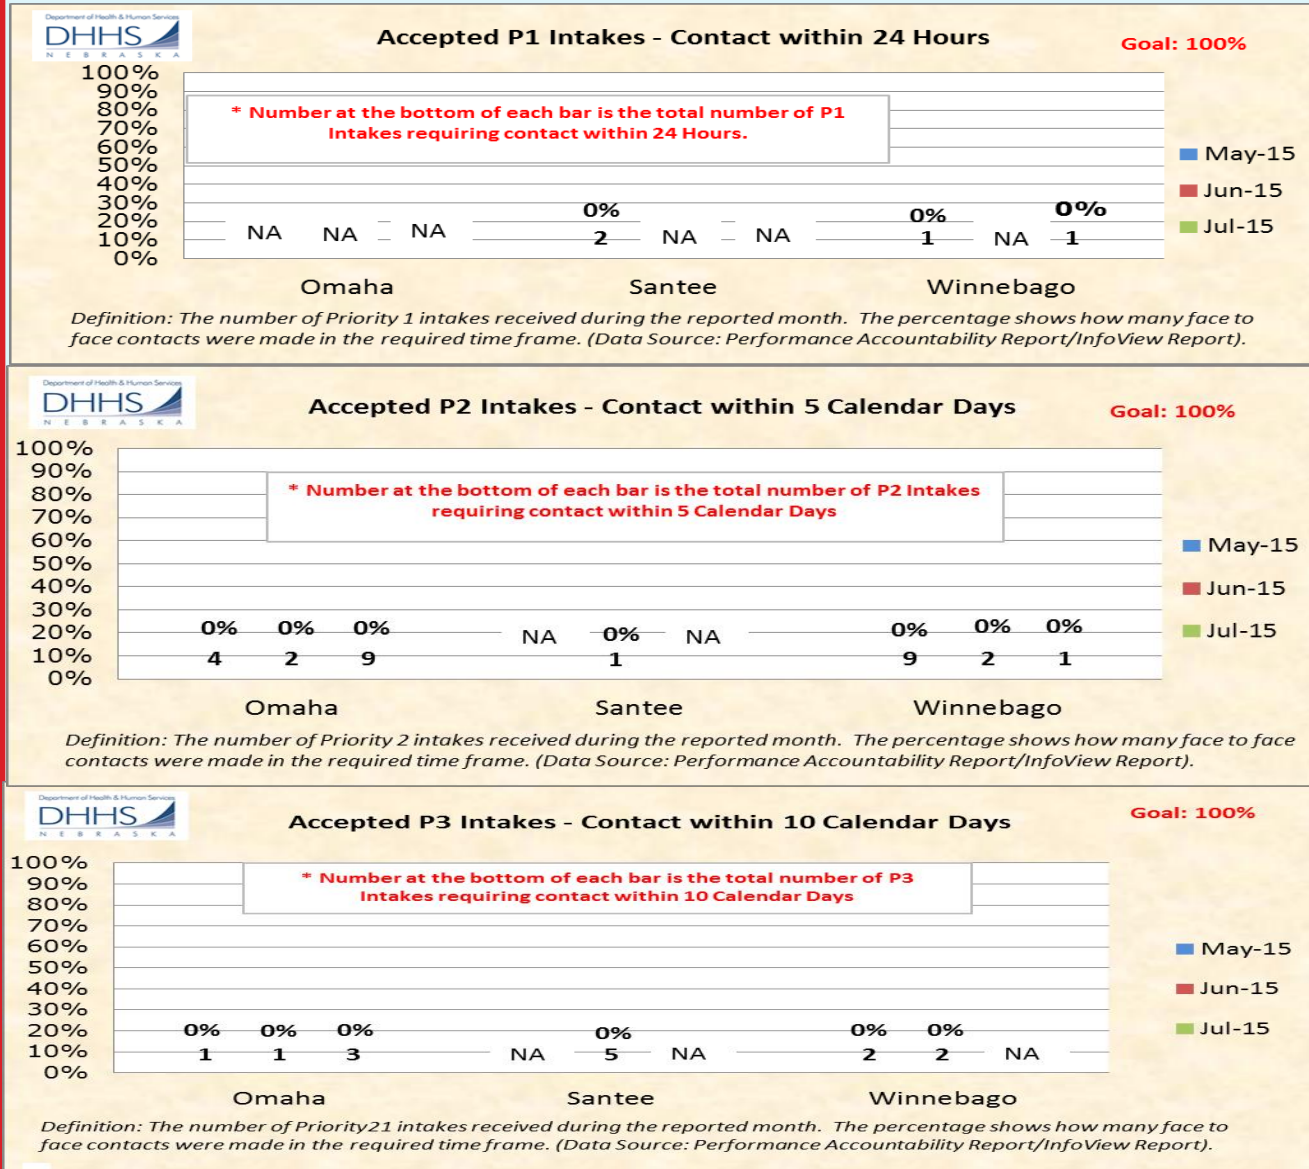 Department of Health & Human Services
DHHS
NEBRASKA
Accepted P1 Intakes - Contact within 24 Hours
Goal: 100%
* Number at the bottom of each bar is the total number of P1
Intakes requiring contact within 24 Hours.
100%
90%
80%
70%
60%
50%
40%
30%
20%
10%
0%
0% 0% 0%
NA NA NA 2 NA NA 1 NA 1
Omaha Santee Winnebago
May-15
Jun-15
Jul-15
Definition: The number of Priority 1 intakes received during the reported month. The percentage shows how many face to
face contacts were made in the required time frame. (Data Source: Performance Accountability Report/InfoView Report).
Department of Health & Human Services
DHHS
NEBRASKA
Accepted P2 Intakes - Contact within 5 Calendar Days
Goal: 100%
* Number at the bottom of each bar is the total number of P2 Intakes
requiring contact within 5 Calendar Days
100%
90%
80%
70%
60%
50%
40%
30%
20%
10%
0%
0% 0% 0% NA 0% NA 0% 0% 0%
4 2 9 1 9 2 1
Omaha Santee Winnebago
May-15
Jun-15
Jul-15
Definition: The number of Priority 2 intakes received during the reported month. The percentage shows how many face to face
contacts were made in the required time frame. (Data Source: Performance Accountability Report/InfoView Report).
Department of Health & Human Services
DHHS
NEBRASKA
Accepted P3 Intakes - Contact within 10 Calendar Days
Goal: 100%
* Number at the bottom of each bar is the total number of P3
Intakes requiring contact within 10 Calendar Days
100%
90%
80%
70%
60%
50%
40%
30%
20%
10%
0%
0% 0% 0% 0% 0% 0%
1 1 3 NA 5 NA 2 2 NA
Omaha Santee Winnebago
May-15
Jun-15
Jul-15
Definition: The number of Priority21 intakes received during the reported month. The percentage shows how many face to
face contacts were made in the required time frame. (Data Source: Performance Accountability Report/InfoView Report).